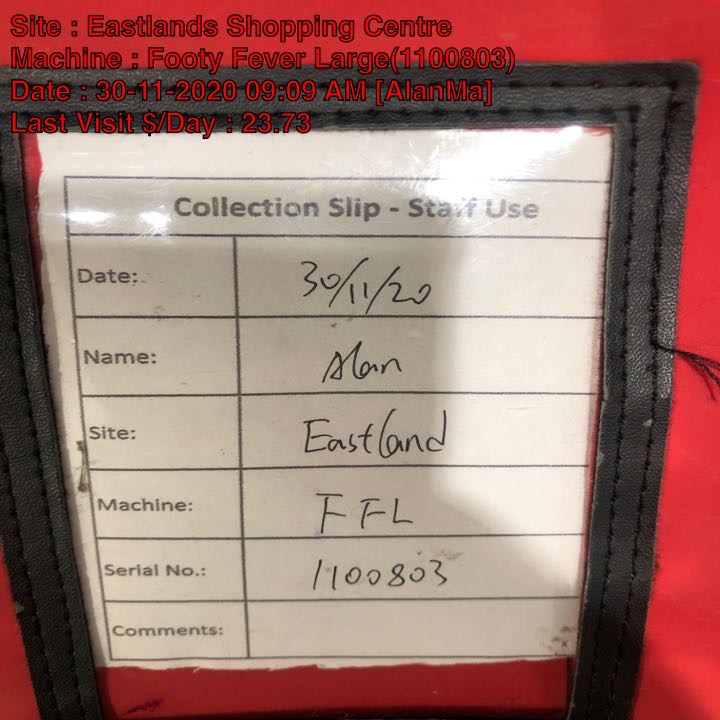 Site : Eastlands Shopping Centre
Machine : Footy Fever Large(1100803)
Date : 30-11-2020 09:09 AM [AlanMa]
Last Visit $/Day : 23.73
Collection Slip - Staff Use
Date: 30/11/20
Name: Alan
Site: Eastland
Machine: FFL
Serial No.: 1100803
Comments: